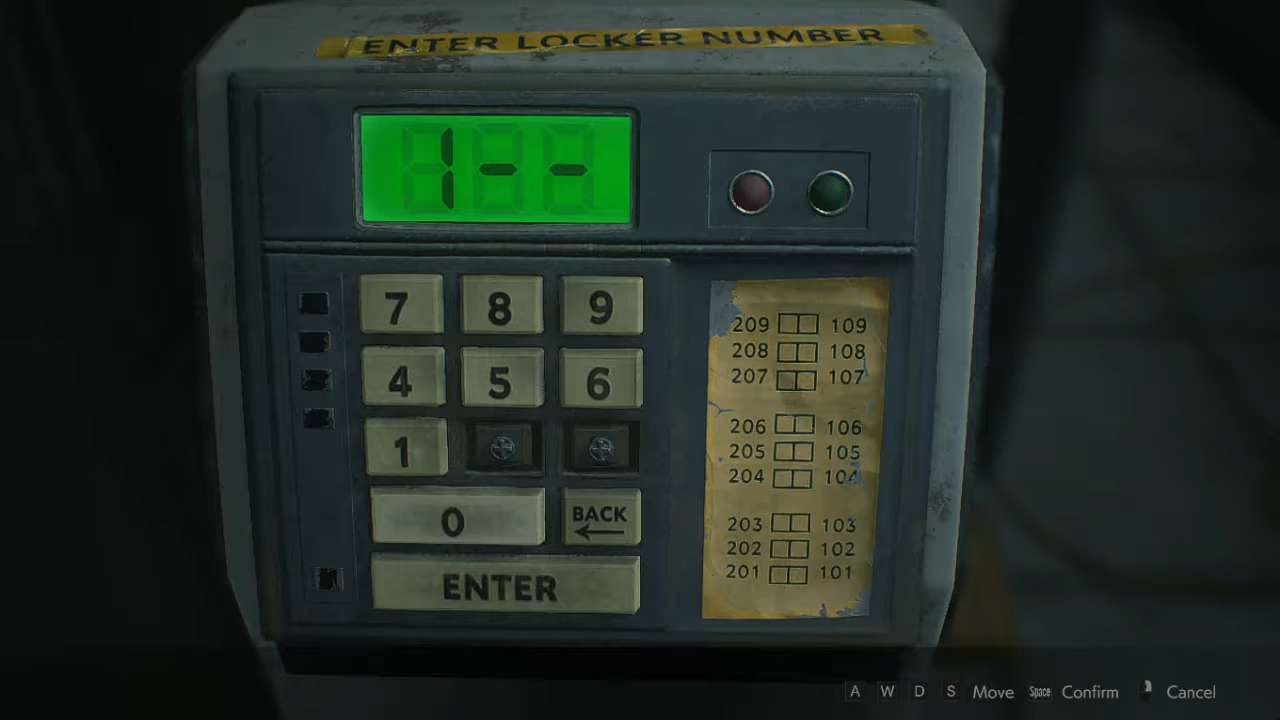 ENTER LOCKER NUMBER
1--
7 8 9
4 5 6
1
0 BACK
ENTER
209 109
208 108
207 107
206 106
205 105
204 104
203 103
202 102
201 101
A W D S Move Space Confirm Cancel